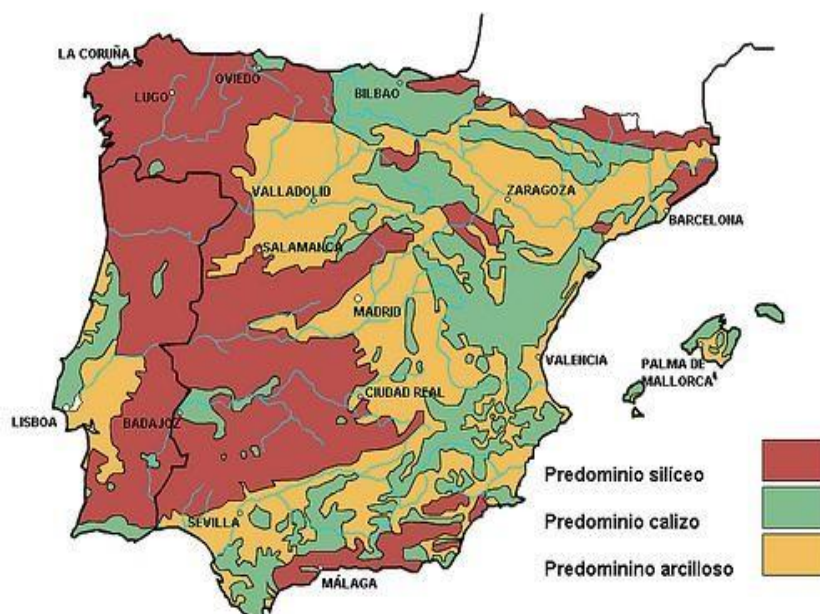 LA CORUÑA
OVIEDO
LUGO
BILBAO
VALLADOLID
ZARAGOZA
BARCELONA
SALAMANCA
MADRID
VALENCIA
PALMA DE
MALLORCA
CIUDAD REAL
LISBOA
BADAJOZ
SEVILLA
MÁLAGA
Predominio silíceo
Predominio calizo
Predominino arcilloso